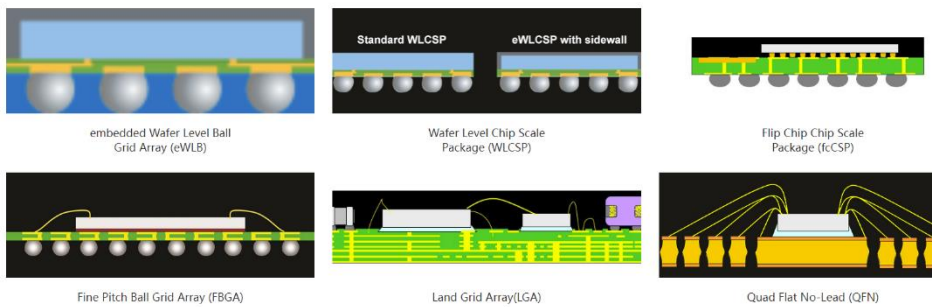 Standard WLCSP
eWLCSP with sidewall
embedded Wafer Level Ball
Grid Array (eWLB)
Wafer Level Chip Scale
Package (WLCSP)
Flip Chip Chip Scale
Package (fcCSP)
Fine Pitch Ball Grid Array (FBGA)
Land Grid Array(LGA)
Quad Flat No-Lead (QFN)